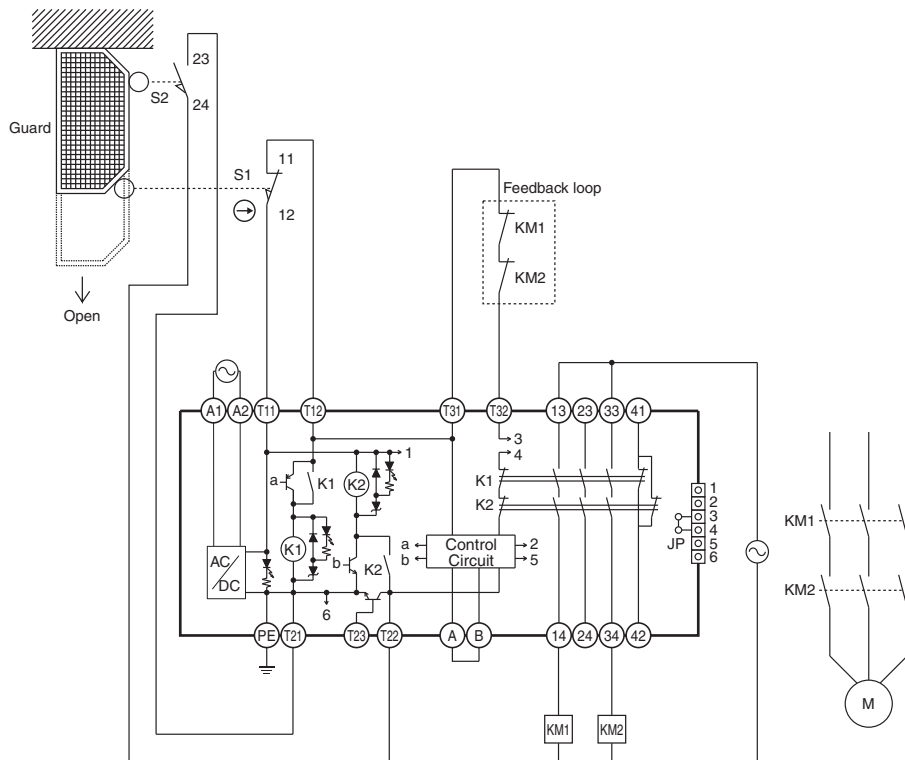 23
S2
24
Guard
11
S1
12
Feedback loop
KM1
KM2
Open
A1 A2 T11 T12 T31 T32 13 23 33 41
3
1
4
a K1 K2 K1
K2
1
2
3
JP 4
5
6
K1 b K2
a Control Circuit 2
b 5
AC/DC
6
PE T21 T23 T22 A B 14 24 34 42
KM1
KM2
M
KM1 KM2